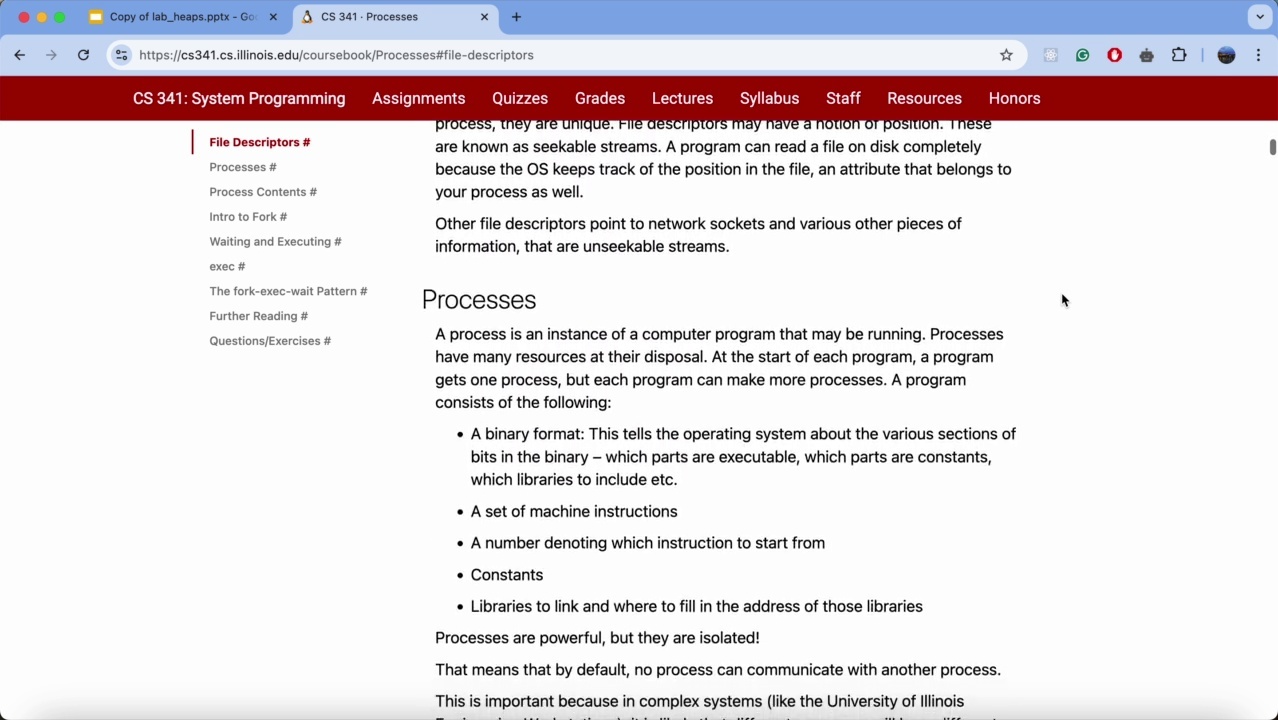 Copy of lab_heaps.pptx - Goo
CS 341 · Processes
https://cs341.cs.illinois.edu/coursebook/Processes#file-descriptors
CS 341: System Programming
Assignments
Quizzes
Grades
Lectures
Syllabus
Staff
Resources
Honors
File Descriptors #
Processes #
Process Contents #
Intro to Fork #
Waiting and Executing #
exec #
The fork-exec-wait Pattern #
Further Reading #
Questions/Exercises #
process, they are unique. File descriptors may have a notion of position. These
are known as seekable streams. A program can read a file on disk completely
because the OS keeps track of the position in the file, an attribute that belongs to
your process as well.
Other file descriptors point to network sockets and various other pieces of
information, that are unseekable streams.
Processes
A process is an instance of a computer program that may be running. Processes
have many resources at their disposal. At the start of each program, a program
gets one process, but each program can make more processes. A program
consists of the following:
• A binary format: This tells the operating system about the various sections of
bits in the binary – which parts are executable, which parts are constants,
which libraries to include etc.
• A set of machine instructions
• A number denoting which instruction to start from
• Constants
• Libraries to link and where to fill in the address of those libraries
Processes are powerful, but they are isolated!
That means that by default, no process can communicate with another process.
This is important because in complex systems (like the University of Illinois